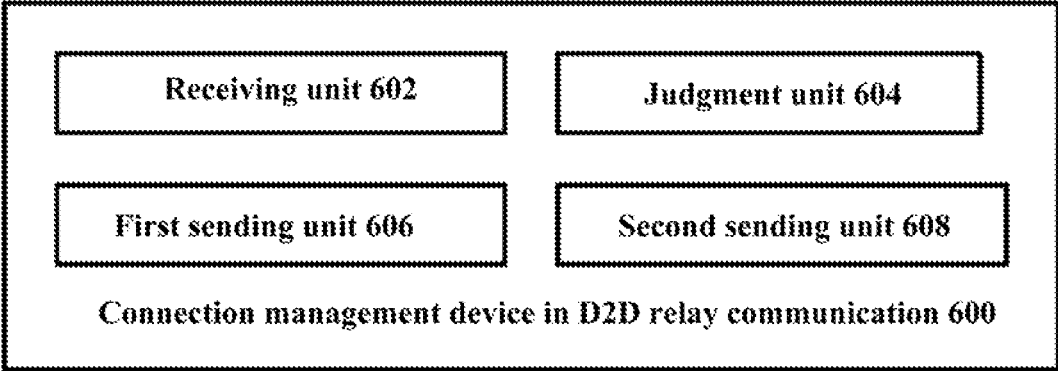 Receiving unit 602
Judgment unit 604
First sending unit 606
Second sending unit 608
Connection management device in D2D relay communication 600